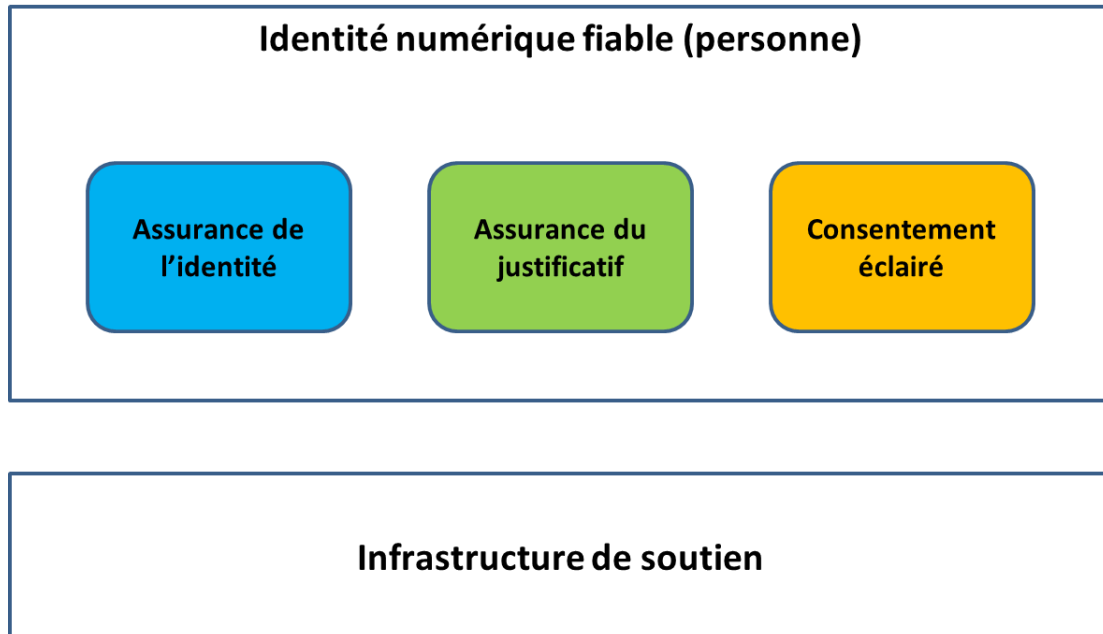 Identité numérique fiable (personne)
Assurance de
l’identité
Assurance du
justificatif
Consentement
éclairé
Infrastructure de soutien